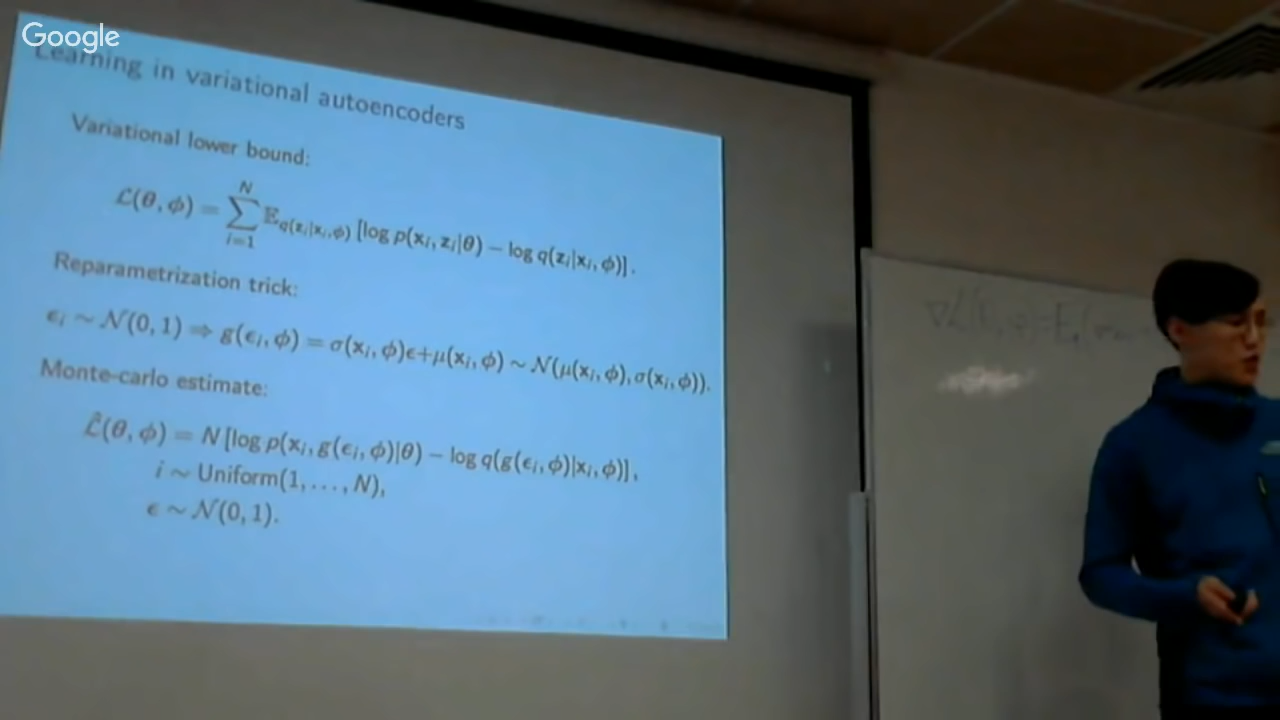 Google
Learning in variational autoencoders
Variational lower bound:
ℒ(θ, ϕ) = ∑_{i=1}^{N} 𝔼_{q(z_i|x_i,ϕ)} [log p(x_i, z_i|θ) − log q(z_i|x_i, ϕ)].
Reparametrization trick:
ϵ_i ∼ 𝒩(0, 1) ⇒ g(ϵ_i, ϕ) = σ(x_i, ϕ)ϵ+μ(x_i, ϕ) ∼ 𝒩(μ(x_i, ϕ), σ(x_i, ϕ)).
Monte-carlo estimate:
ℒ̂(θ, ϕ) = N [log p(x_i, g(ϵ_i, ϕ)|θ) − log q(g(ϵ_i, ϕ)|x_i, ϕ)],
i ∼ Uniform(1, . . . , N),
ϵ ∼ 𝒩(0, 1).